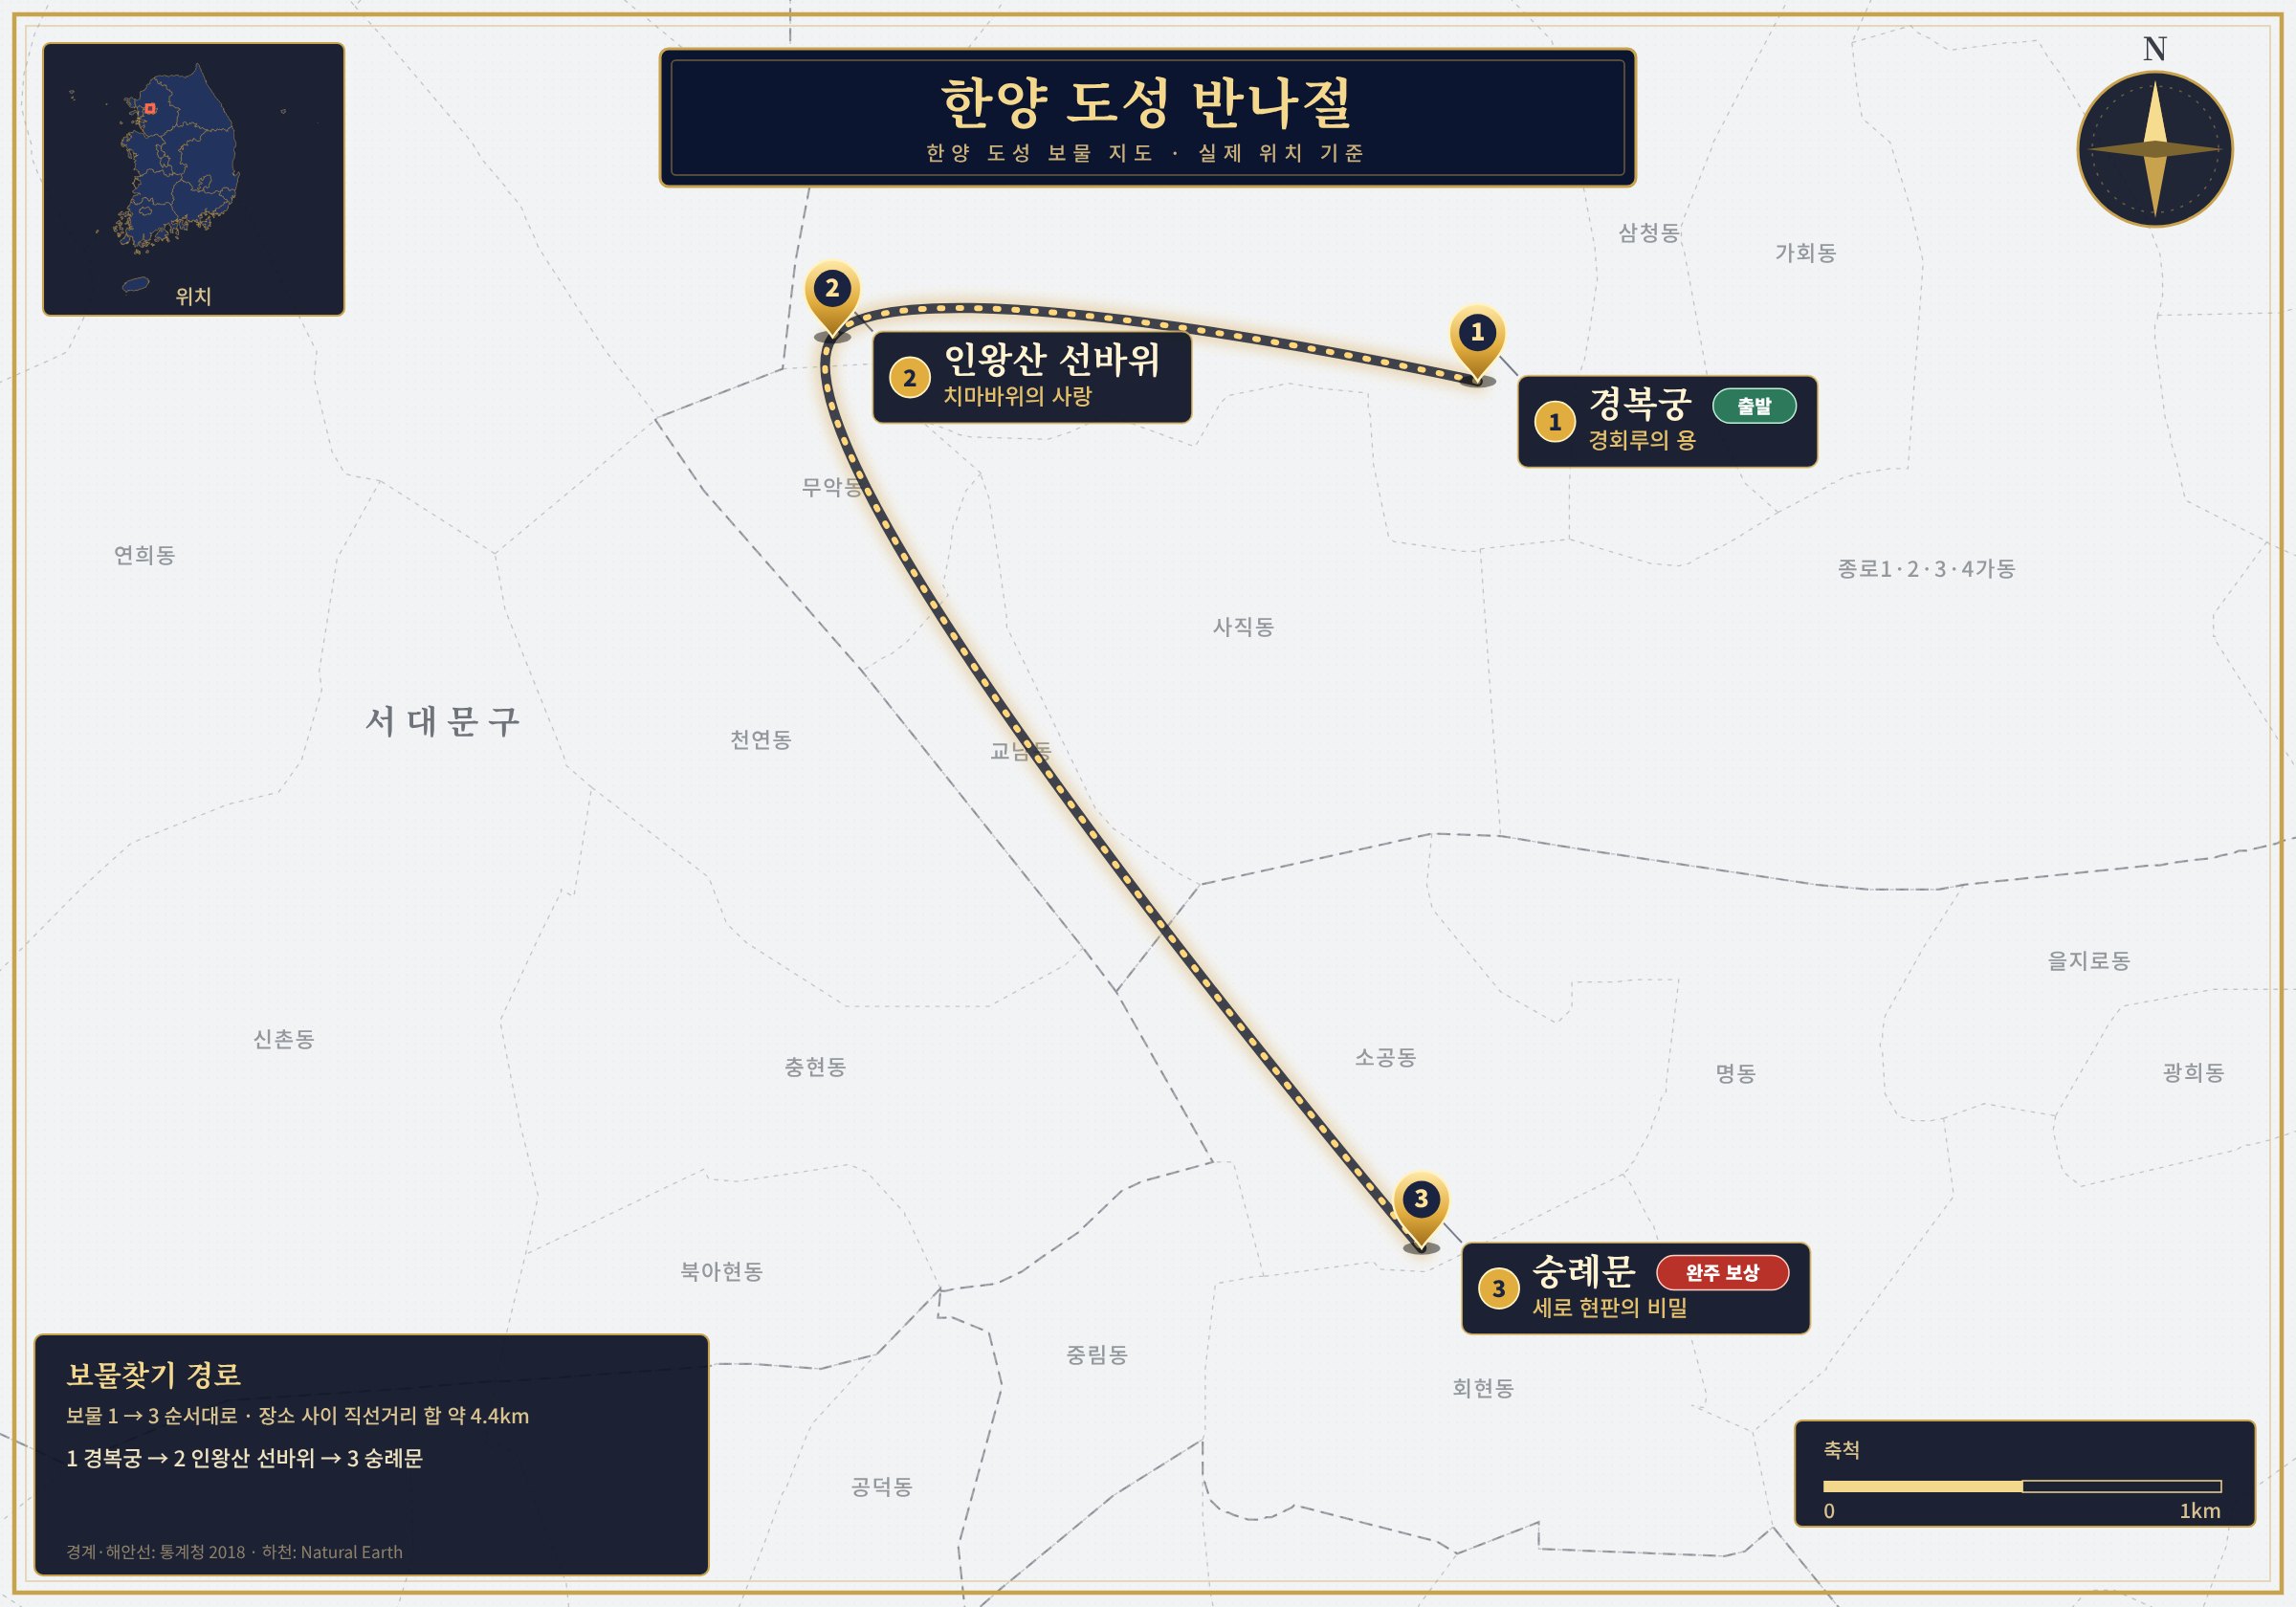 한양 도성 반나절
한양 도성 보물 지도 · 실제 위치 기준
N
위치
삼청동
가회동
2
1
2 인왕산 선바위
치마바위의 사랑
1 경복궁 출발
경회루의 용
무악동
연희동
종로1·2·3·4가동
사직동
서대문구
천연동
교남동
을지로동
신촌동
충현동
소공동
명동
광희동
3
북아현동
3 숭례문 완주 보상
세로 현판의 비밀
중림동
회현동
공덕동
보물찾기 경로
보물 1 → 3 순서대로 · 장소 사이 직선거리 합 약 4.4km
1 경복궁 → 2 인왕산 선바위 → 3 숭례문
경계·해안선: 통계청 2018 · 하천: Natural Earth
축척
0 1km